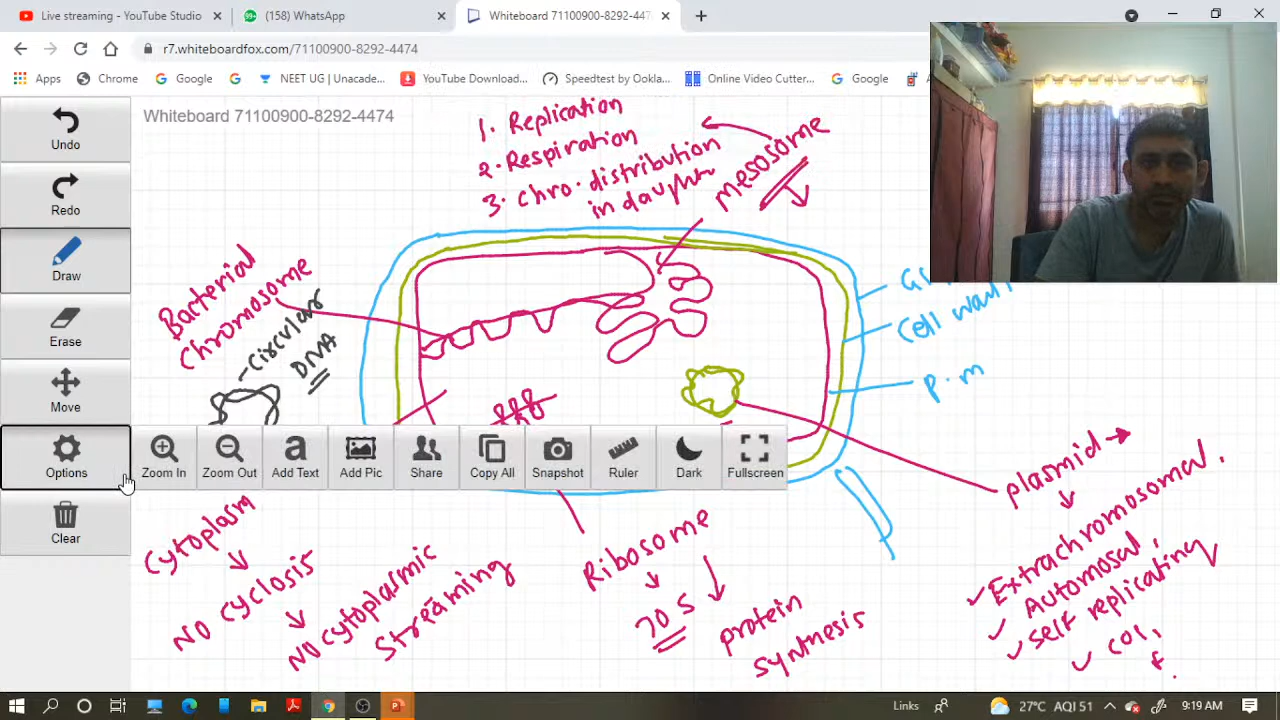 Live streaming - YouTube Studio
(158) WhatsApp
Whiteboard 71100900-8292-447
r7.whiteboardfox.com/71100900-8292-4474
Apps
Chrome
Google
NEET UG | Unacade...
YouTube Download...
Speedtest by Ookla...
Online Video Cutter...
Google
Whiteboard 71100900-8292-4474
Undo
Redo
Draw
Erase
Move
Options
Clear
Zoom In
Zoom Out
Add Text
Add Pic
Share
Copy All
Snapshot
Ruler
Dark
Fullscreen
1. Replication
2. Respiration
3. Chro. distribution
in daught
mesosome
Bacterial
chromosome
- Circular
DNA
Cell wall
P.m
plasmid
Extrachromosomal.
Automosal.
Self replicating
Col,
f.
Cytoplasm
NO cyclosis
NO cytoplasmic
Streaming
Ribosome
70 S
protein
synthesis
Links
27°C AQI 51
9:19 AM